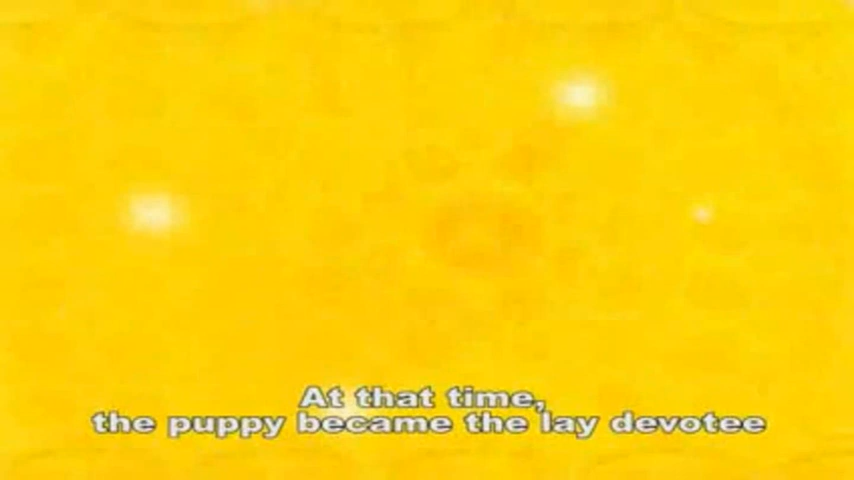 At that time,
the puppy became the lay devotee